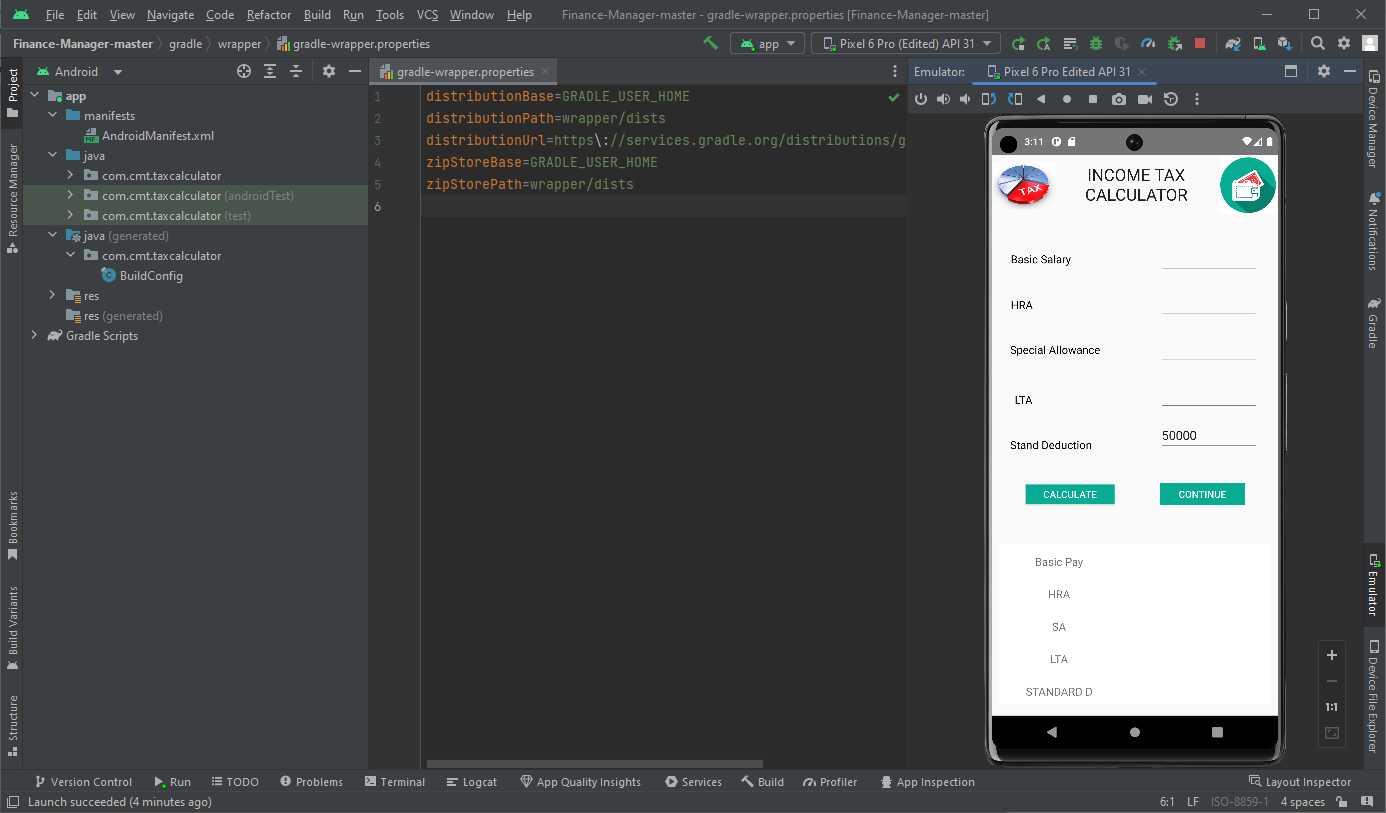 File Edit View Navigate Code Refactor Build Run Tools VCS Window Help Finance-Manager-master - gradle-wrapper.properties [Finance-Manager-master]
Finance-Manager-master gradle wrapper gradle-wrapper.properties app Pixel 6 Pro (Edited) API 31
Project
Resource Manager
Bookmarks
Build Variants
Structure
Android
app
manifests
AndroidManifest.xml
java
com.cmt.taxcalculator
com.cmt.taxcalculator (androidTest)
com.cmt.taxcalculator (test)
java (generated)
com.cmt.taxcalculator
BuildConfig
res
res (generated)
Gradle Scripts
gradle-wrapper.properties
1 distributionBase=GRADLE_USER_HOME
2 distributionPath=wrapper/dists
3 distributionUrl=https\://services.gradle.org/distributions/g
4 zipStoreBase=GRADLE_USER_HOME
5 zipStorePath=wrapper/dists
6
Emulator: Pixel 6 Pro Edited API 31
3:11
TAX
INCOME TAX
CALCULATOR
Basic Salary
HRA
Special Allowance
LTA
Stand Deduction 50000
CALCULATE CONTINUE
Basic Pay
HRA
SA
LTA
STANDARD D
1:1
Device Manager
Notifications
Gradle
Emulator
Device File Explorer
Version Control Run TODO Problems Terminal Logcat App Quality Insights Services Build Profiler App Inspection Layout Inspector
Launch succeeded (4 minutes ago) 6:1 LF ISO-8859-1 4 spaces